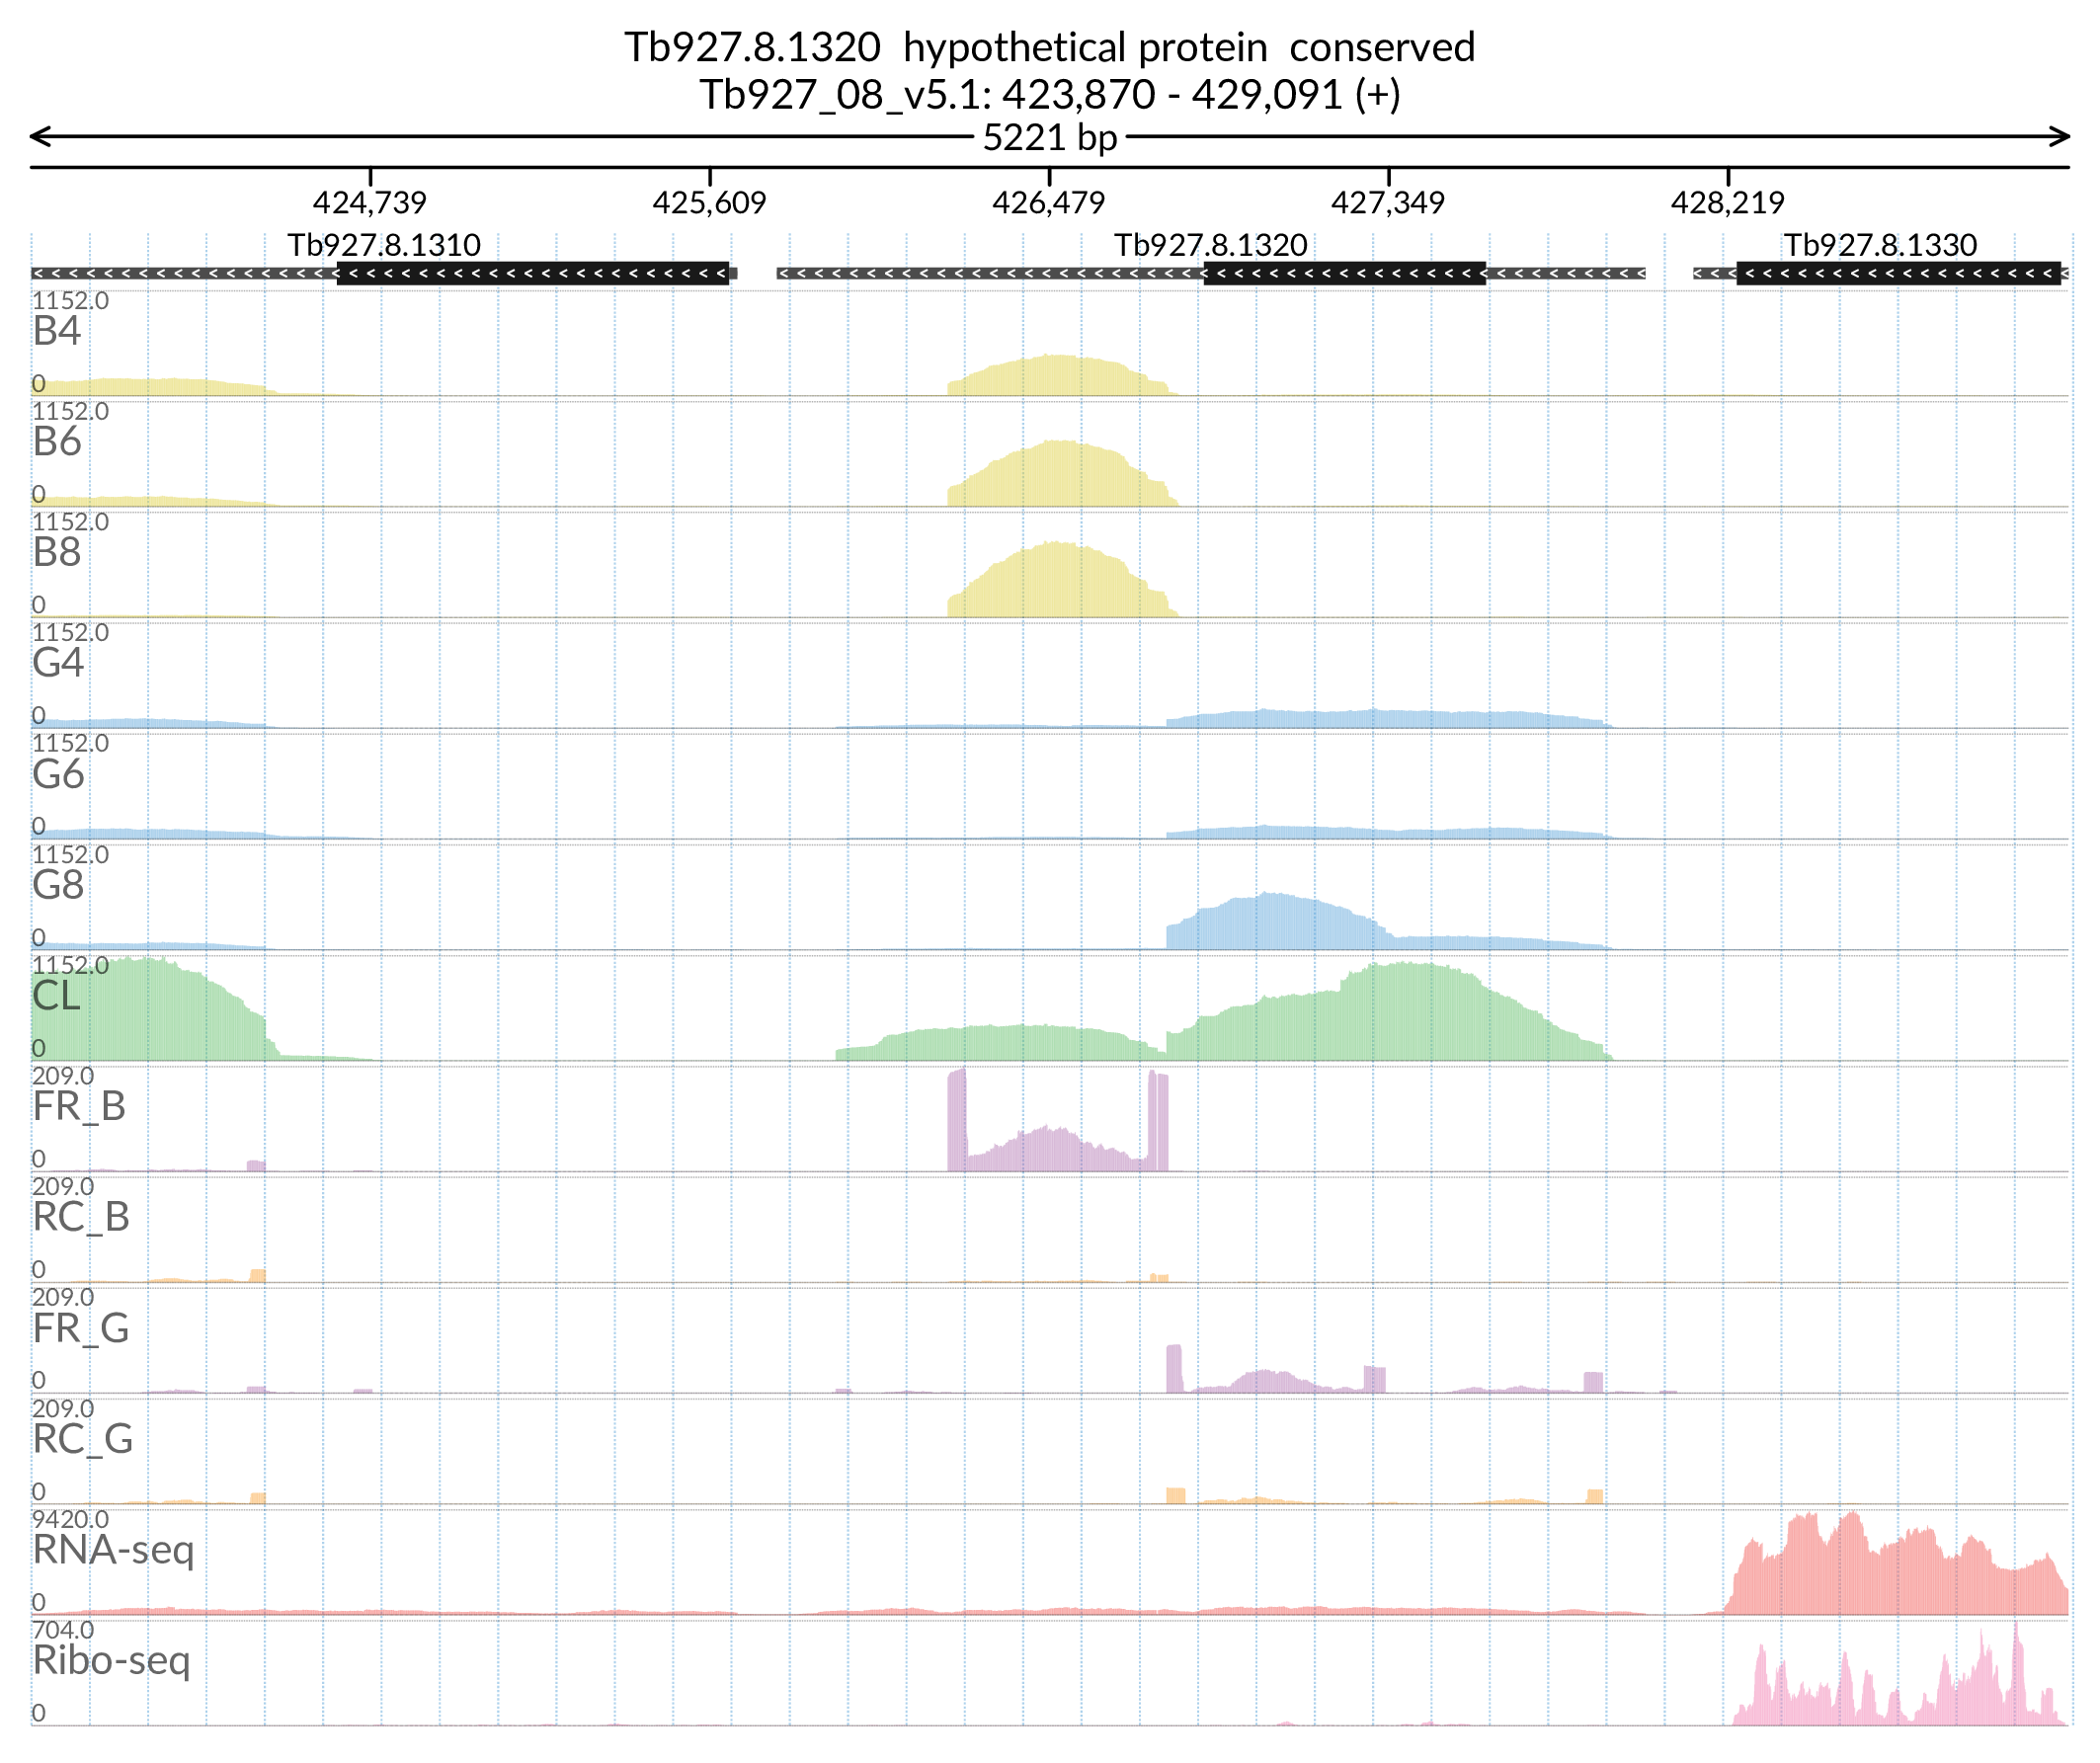 Tb927.8.1320  hypothetical protein  conserved
Tb927_08_v5.1: 423,870 - 429,091 (+)
5221 bp
424,739 425,609 426,479 427,349 428,219
Tb927.8.1310 Tb927.8.1320 Tb927.8.1330
1152.0
B4
0
1152.0
B6
0
1152.0
B8
0
1152.0
G4
0
1152.0
G6
0
1152.0
G8
0
1152.0
CL
0
209.0
FR_B
0
209.0
RC_B
0
209.0
FR_G
0
209.0
RC_G
0
9420.0
RNA-seq
0
704.0
Ribo-seq
0